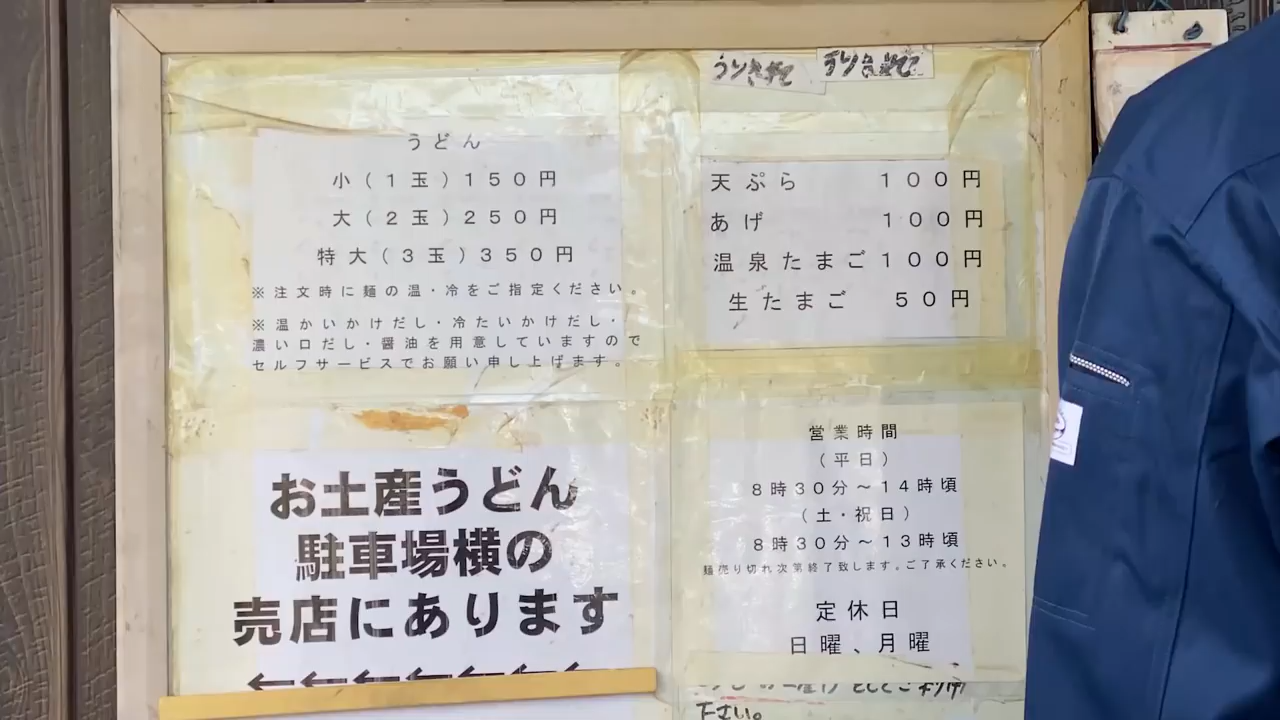 うどん
小(1玉)150円
大(2玉)250円
特大(3玉)350円
※注文時に麺の温・冷をご指定ください。
※温かいかけだし・冷たいかけだし・
濃い口だし・醤油を用意していますので
セルフサービスでお願い申し上げます。
天ぷら 100円
あげ 100円
温泉たまご 100円
生たまご 50円
お土産うどん
駐車場横の
売店にあります
←←←←←←
営業時間
(平日)
8時30分～14時頃
(土・祝日)
8時30分～13時頃
麺売り切れ次第終了致します。ご了承ください。
定休日
日曜、月曜
下さい。